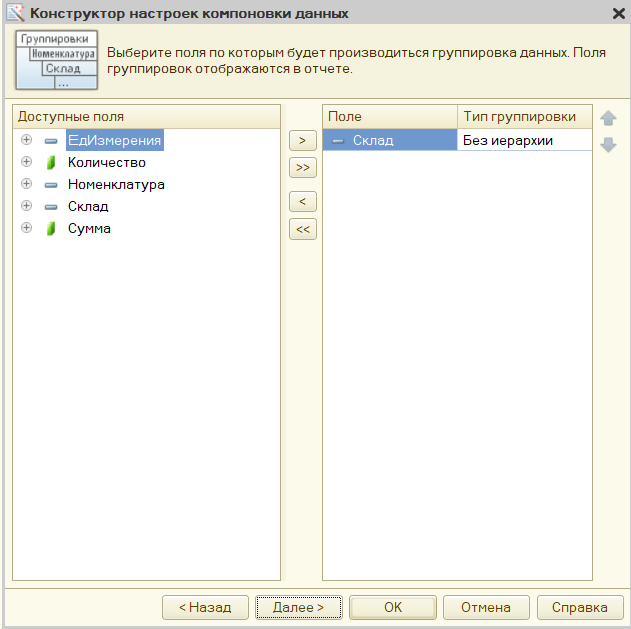 Конструктор настроек компоновки данных
Группировки
Номенклатура
Склад
...
Выберите поля по которым будет производиться группировка данных. Поля
группировок отображаются в отчете.
Доступные поля
ЕдИзмерения
Количество
Номенклатура
Склад
Сумма
>
>>
<
<<
Поле Тип группировки
Склад Без иерархии
< Назад Далее > OK Отмена Справка